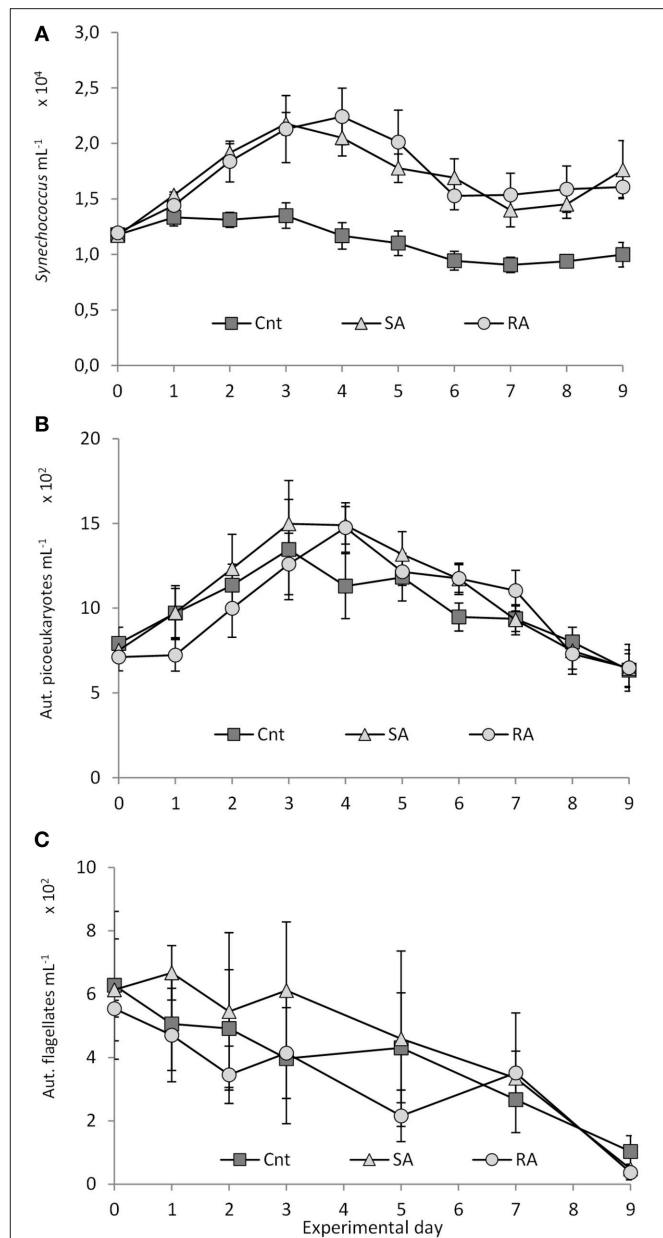 A
x 10⁴
Synechococcus mL⁻¹
3,0
2,5
2,0
1,5
1,0
0,5
0,0
Cnt SA RA
0 1 2 3 4 5 6 7 8 9
B
x 10²
Aut. picoeukaryotes mL⁻¹
20
15
10
5
0
Cnt SA RA
0 1 2 3 4 5 6 7 8 9
C
x 10²
Aut. flagellates mL⁻¹
10
8
6
4
2
0
Cnt SA RA
0 1 2 3 4 5 6 7 8 9
Experimental day